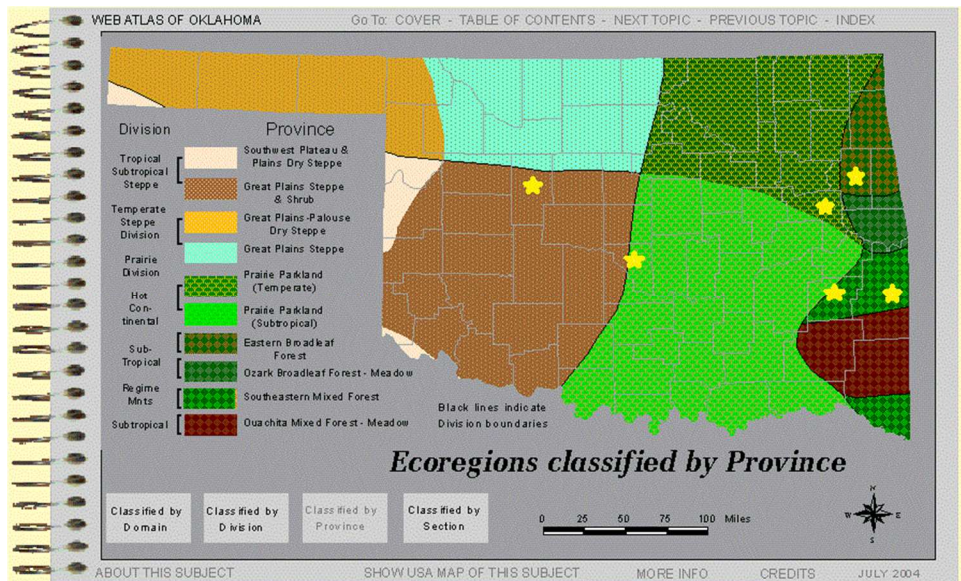 WEB ATLAS OF OKLAHOMA
Go To: COVER - TABLE OF CONTENTS - NEXT TOPIC - PREVIOUS TOPIC - INDEX
Division
Province
Tropical
Subtropical
Steppe
Southwest Plateau &
Plains Dry Steppe
Great Plains Steppe
& Shrub
Temperate
Steppe
Division
Great Plains-Palouse
Dry Steppe
Great Plains Steppe
Prairie
Division
Prairie Parkland
(Temperate)
Hot
Con-
tinental
Prairie Parkland
(Subtropical)
Sub-
Tropical
Eastern Broadleaf
Forest
Ozark Broadleaf Forest - Meadow
Regime
Mnts
Southeastern Mixed Forest
Subtropical
Ouachita Mixed Forest - Meadow
Black lines indicate
Division boundaries
Ecoregions classified by Province
Classified by
Domain
Classified by
Division
Classified by
Province
Classified by
Section
0 25 50 75 100 Miles
N
W E
S
ABOUT THIS SUBJECT
SHOW USA MAP OF THIS SUBJECT
MORE INFO
CREDITS
JULY 2004